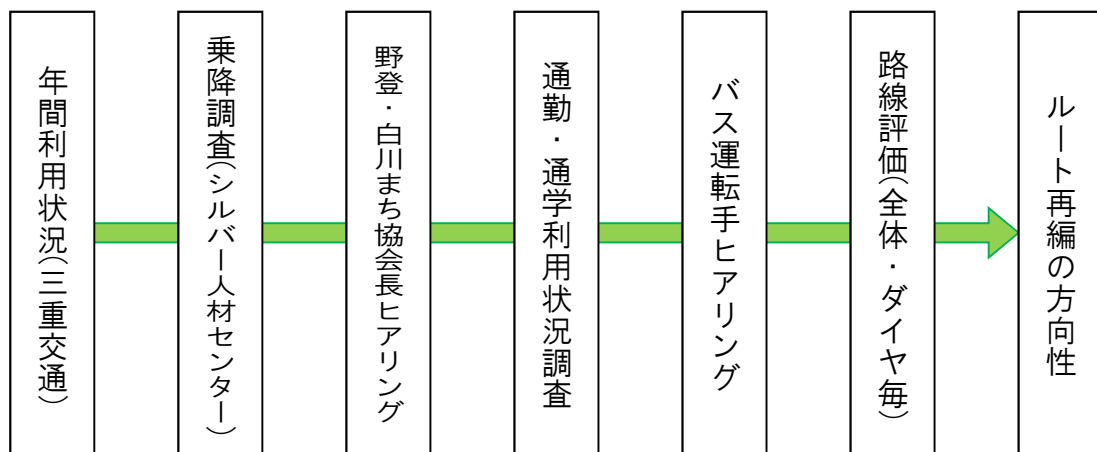 年間利用状況(三重交通)
乗降調査(シルバー人材センター)
野登・白川まち協会長ヒアリング
通勤・通学利用状況調査
バス運転手ヒアリング
路線評価(全体・ダイヤ毎)
ルート再編の方向性